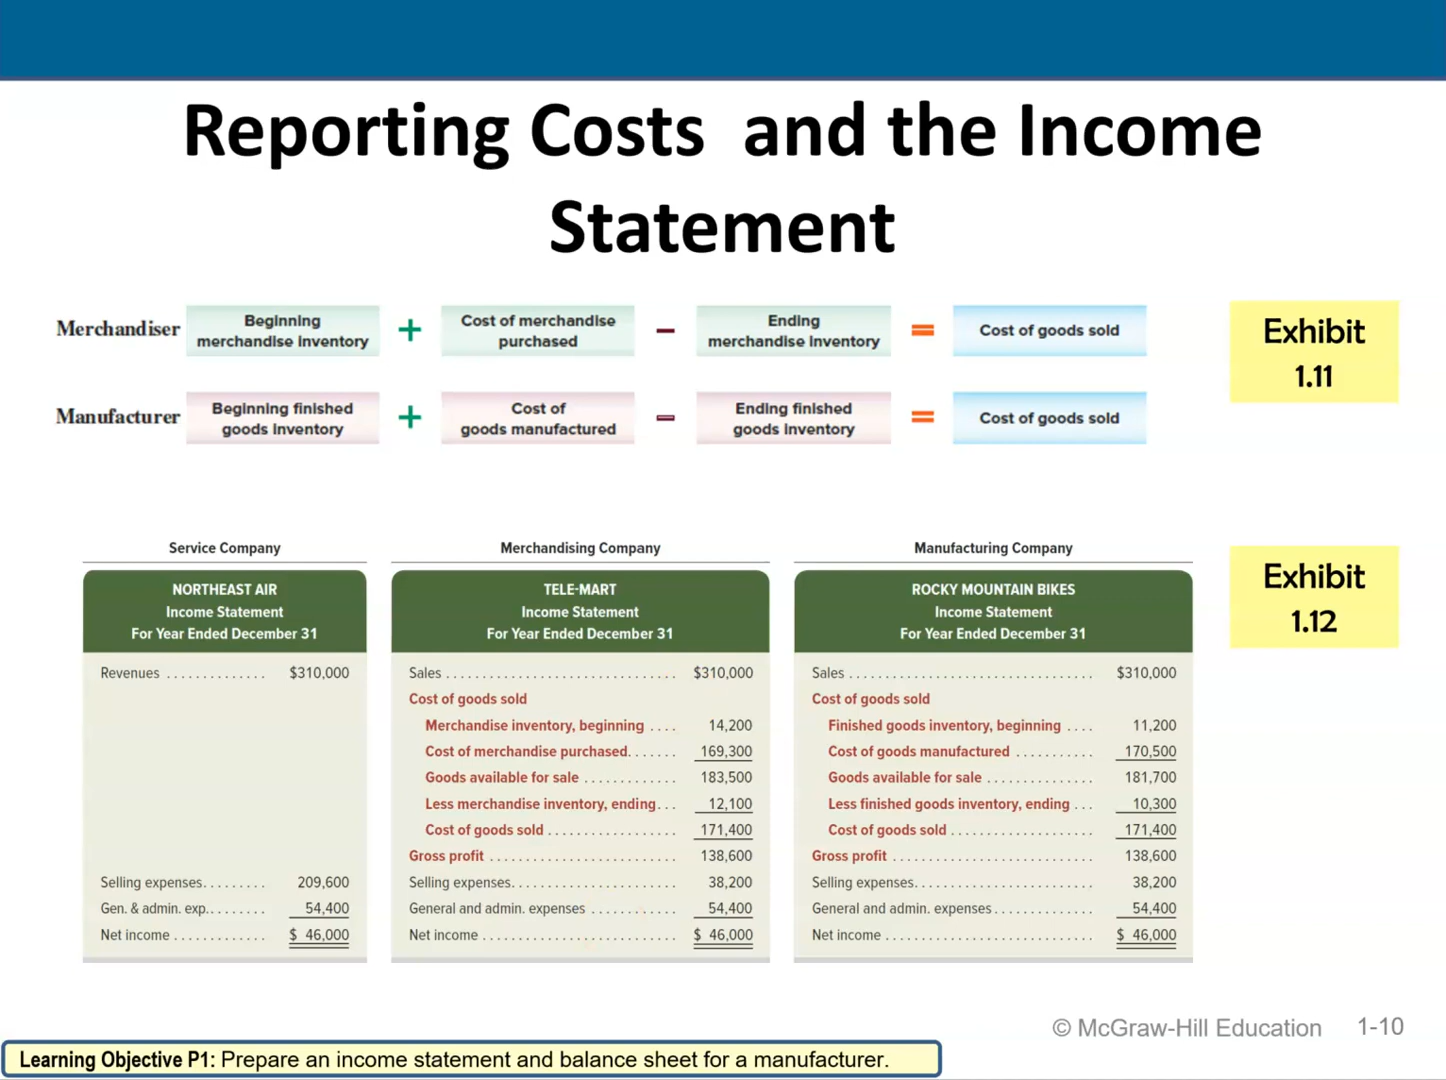 Reporting Costs and the Income
Statement
Merchandiser
Beginning
merchandise inventory
+
Cost of merchandise
purchased
−
Ending
merchandise inventory
=
Cost of goods sold
Exhibit
1.11
Manufacturer
Beginning finished
goods inventory
+
Cost of
goods manufactured
−
Ending finished
goods inventory
=
Cost of goods sold
Service Company
NORTHEAST AIR
Income Statement
For Year Ended December 31
Revenues . . . . . . . . . . . . . $310,000
Selling expenses. . . . . . . . . 209,600
Gen. & admin. exp.. . . . . . . . 54,400
Net income . . . . . . . . . . . . $ 46,000
Merchandising Company
TELE-MART
Income Statement
For Year Ended December 31
Sales . . . . . . . . . . . . . . . . . . . . . . . . . . . . . $310,000
Cost of goods sold
Merchandise inventory, beginning . . . . 14,200
Cost of merchandise purchased. . . . . . . 169,300
Goods available for sale . . . . . . . . . . . . 183,500
Less merchandise inventory, ending. . . 12,100
Cost of goods sold . . . . . . . . . . . . . . . . . 171,400
Gross profit . . . . . . . . . . . . . . . . . . . . . . . . 138,600
Selling expenses. . . . . . . . . . . . . . . . . . . . . 38,200
General and admin. expenses . . . . . . . . . . . 54,400
Net income . . . . . . . . . . . . . . . . . . . . . . . . . $ 46,000
Manufacturing Company
ROCKY MOUNTAIN BIKES
Income Statement
For Year Ended December 31
Sales . . . . . . . . . . . . . . . . . . . . . . . . . . . . . . . $310,000
Cost of goods sold
Finished goods inventory, beginning . . . . 11,200
Cost of goods manufactured . . . . . . . . . . 170,500
Goods available for sale . . . . . . . . . . . . . . 181,700
Less finished goods inventory, ending . . . 10,300
Cost of goods sold . . . . . . . . . . . . . . . . . . 171,400
Gross profit . . . . . . . . . . . . . . . . . . . . . . . . . . 138,600
Selling expenses. . . . . . . . . . . . . . . . . . . . . . . 38,200
General and admin. expenses . . . . . . . . . . . . . 54,400
Net income . . . . . . . . . . . . . . . . . . . . . . . . . . . $ 46,000
Exhibit
1.12
© McGraw-Hill Education 1-10
Learning Objective P1: Prepare an income statement and balance sheet for a manufacturer.